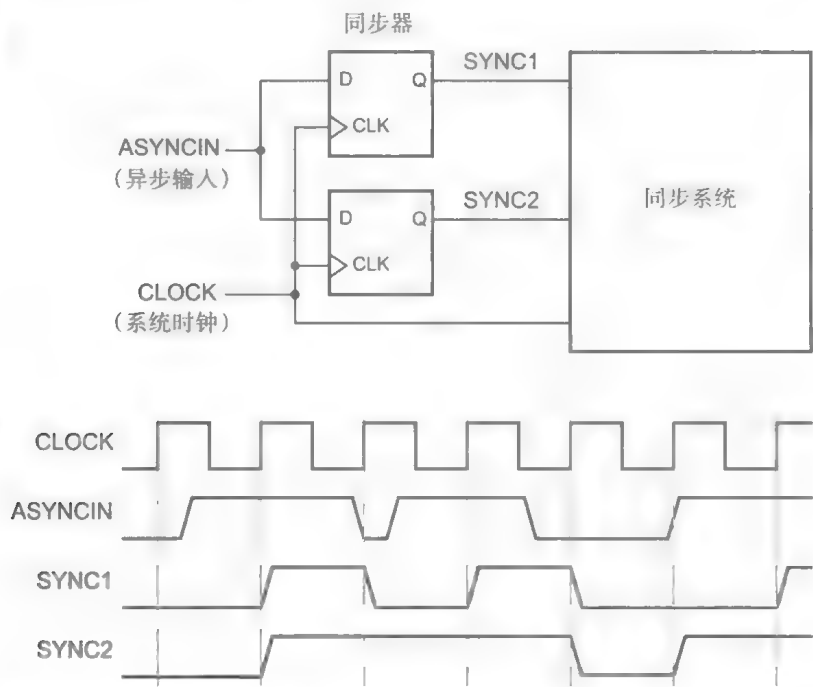 同步器
SYNC1
D
Q
CLK
ASYNCIN
(异步输入)
SYNC2
D
Q
CLK
同步系统
CLOCK
(系统时钟)
CLOCK
ASYNCIN
SYNC1
SYNC2